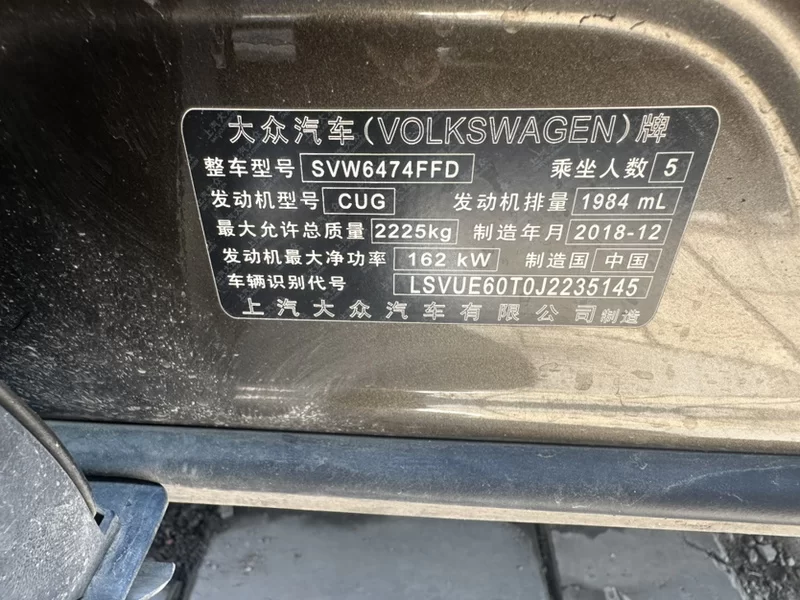 大众汽车(VOLKSWAGEN)牌
整车型号 SVW6474FFD 乘坐人数 5
发动机型号 CUG 发动机排量 1984 mL
最大允许总质量 2225kg 制造年月 2018-12
发动机最大净功率 162 kW 制造国 中国
车辆识别代号 LSVUE60T0J2235145
上汽大众汽车有限公司制造